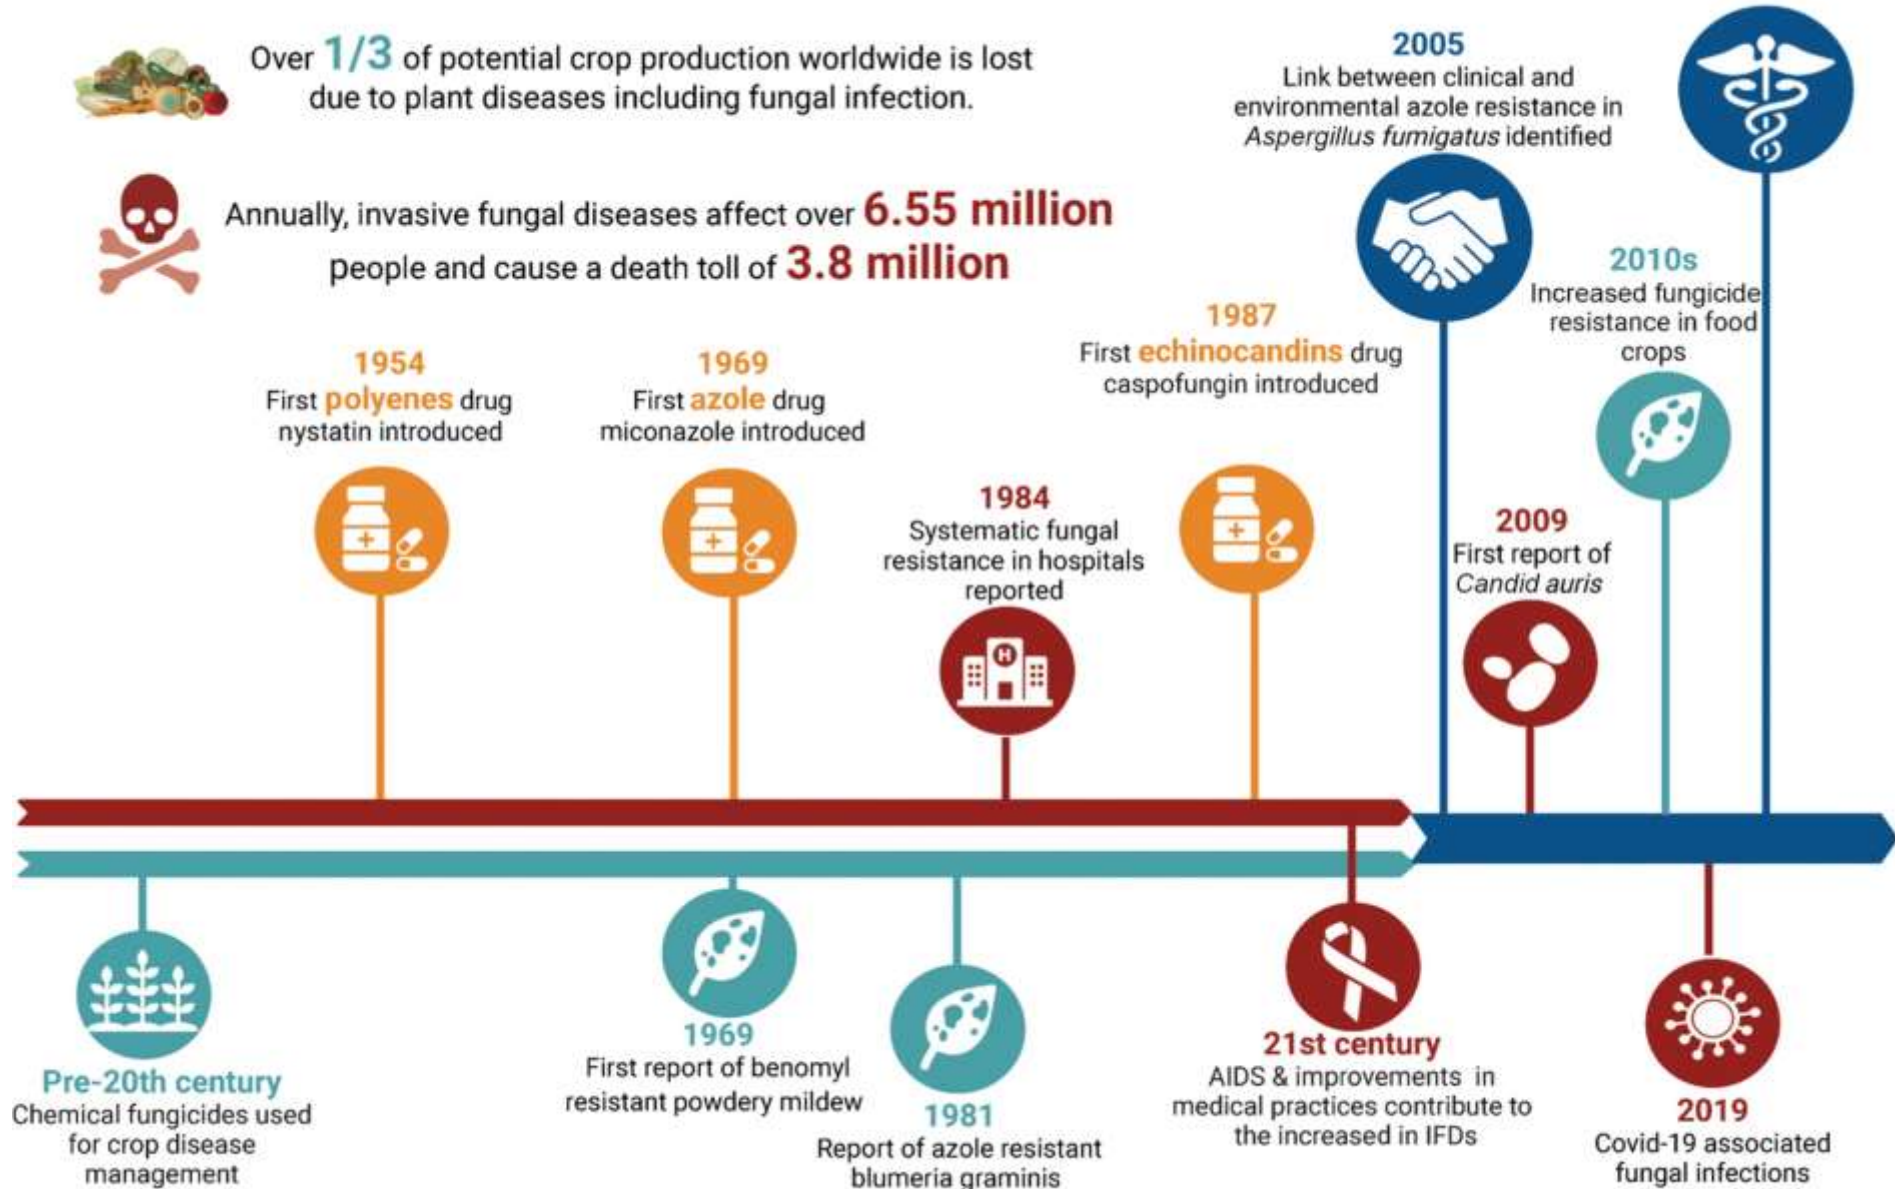 Over 1/3 of potential crop production worldwide is lost
due to plant diseases including fungal infection.
Annually, invasive fungal diseases affect over 6.55 million
people and cause a death toll of 3.8 million
1954
First polyenes drug
nystatin introduced
1969
First azole drug
miconazole introduced
1984
Systematic fungal
resistance in hospitals
reported
H
1987
First echinocandins drug
caspofungin introduced
2005
Link between clinical and
environmental azole resistance in
Aspergillus fumigatus identified
2009
First report of
Candid auris
2010s
Increased fungicide
resistance in food
crops
Pre-20th century
Chemical fungicides used
for crop disease
management
1969
First report of benomyl
resistant powdery mildew
1981
Report of azole resistant
blumeria graminis
21st century
AIDS & improvements in
medical practices contribute to
the increased in IFDs
2019
Covid-19 associated
fungal infections